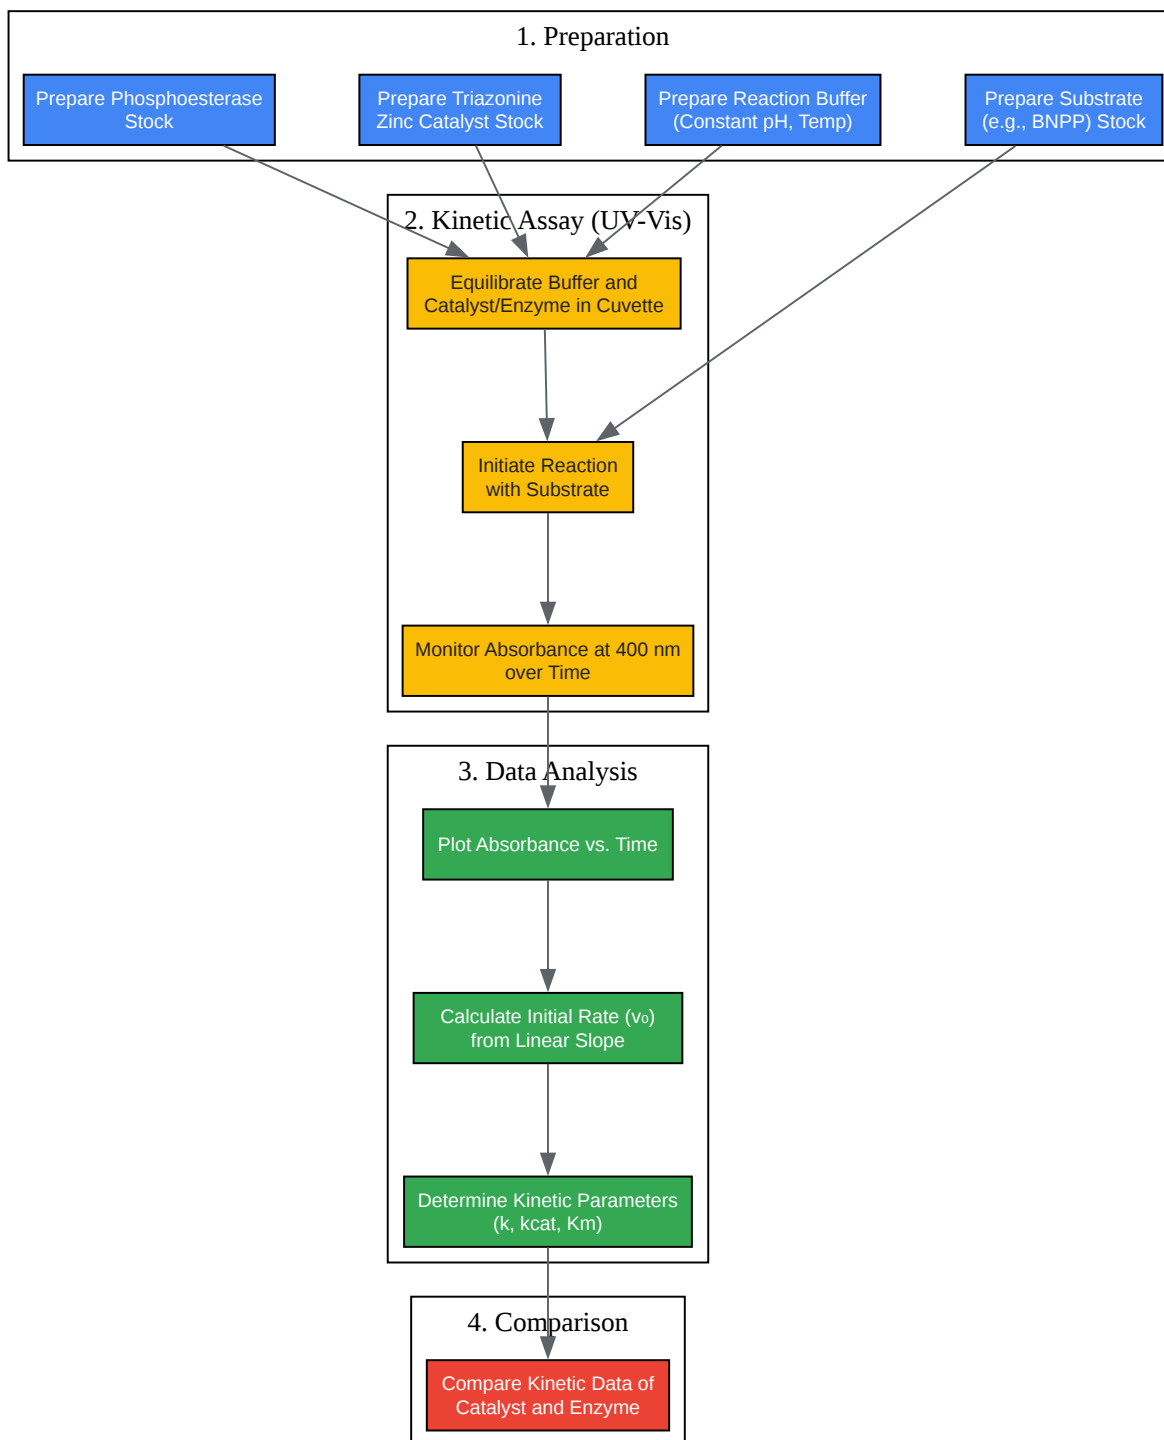 1. Preparation
Prepare Phosphoesterase
Stock
Prepare Triazonine
Zinc Catalyst Stock
Prepare Reaction Buffer
(Constant pH, Temp)
Prepare Substrate
(e.g., BNPP) Stock
2. Kinetic Assay (UV-Vis)
Equilibrate Buffer and
Catalyst/Enzyme in Cuvette
Initiate Reaction
with Substrate
Monitor Absorbance at 400 nm
over Time
3. Data Analysis
Plot Absorbance vs. Time
Calculate Initial Rate (v₀)
from Linear Slope
Determine Kinetic Parameters
(k, kcat, Km)
4. Comparison
Compare Kinetic Data of
Catalyst and Enzyme